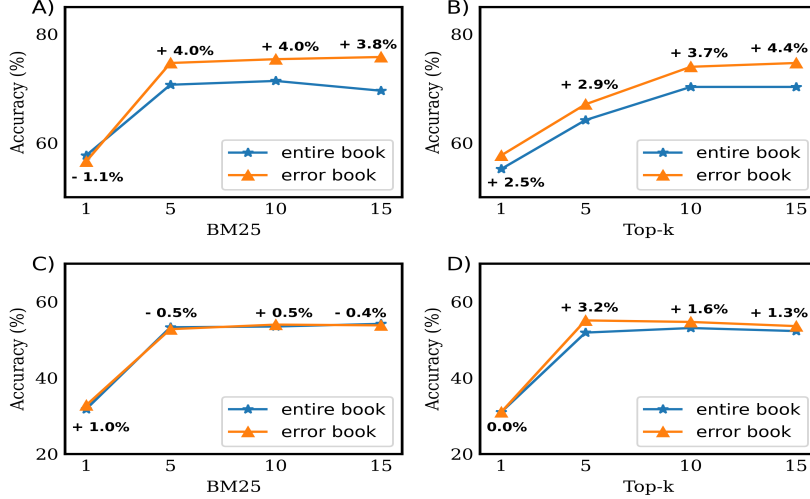 A)
80
60
Accuracy (%)
- 1.1%
+ 4.0%
+ 4.0%
+ 3.8%
entire book
error book
1 5 10 15
BM25
B)
80
60
Accuracy (%)
+ 2.5%
+ 2.9%
+ 3.7%
+ 4.4%
entire book
error book
1 5 10 15
Top-k
C)
60
40
20
Accuracy (%)
+ 1.0%
- 0.5%
+ 0.5%
- 0.4%
entire book
error book
1 5 10 15
BM25
D)
60
40
20
Accuracy (%)
0.0%
+ 3.2%
+ 1.6%
+ 1.3%
entire book
error book
1 5 10 15
Top-k